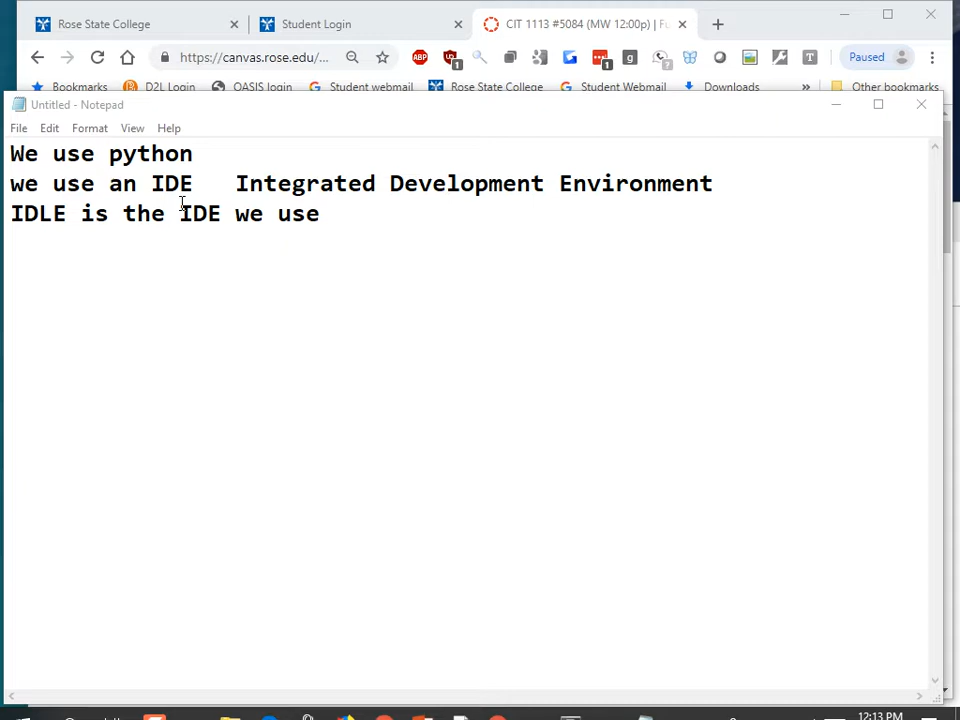 Rose State College
Student Login
CIT 1113 #5084 (MW 12:00p) | Fu
https://canvas.rose.edu/...
ABP
1
1
g
T
Paused
Bookmarks
D2L Login
OASIS login
Student webmail
Rose State College
Student Webmail
Downloads
»
Other bookmarks
Untitled - Notepad
File Edit Format View Help
We use python
we use an IDE   Integrated Development Environment
IDLE is the IDE we use
12:13 PM